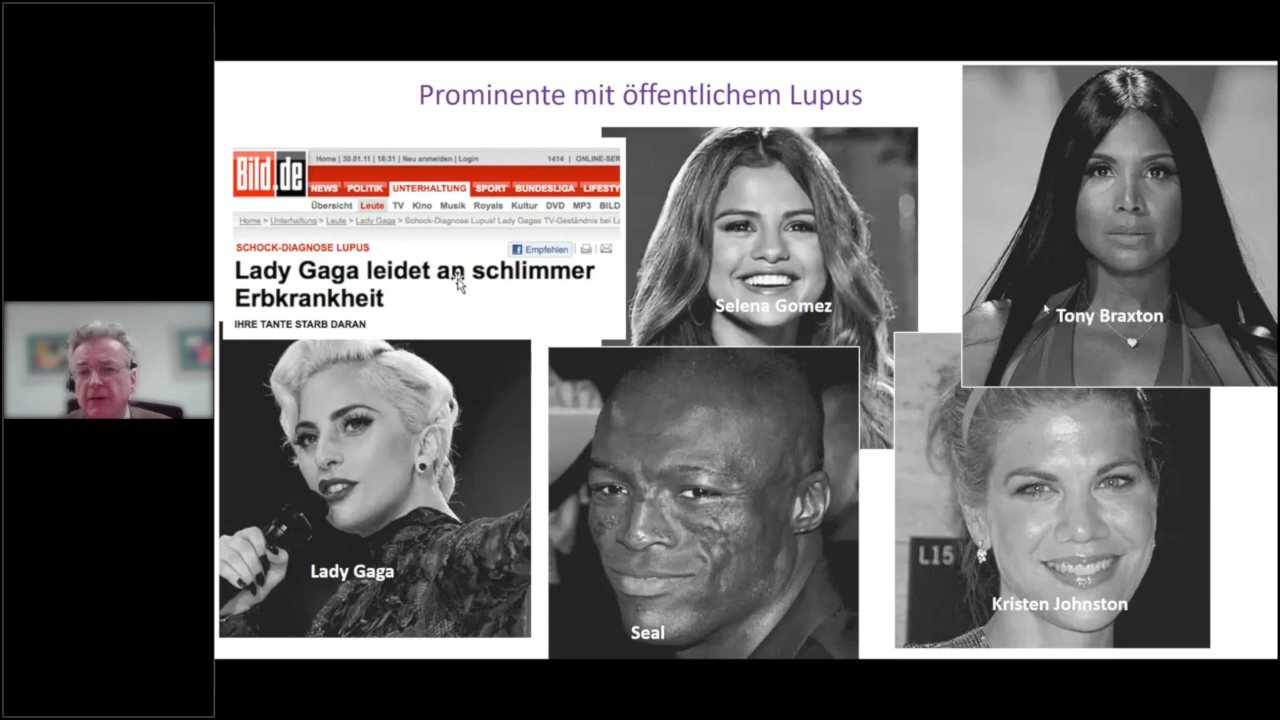 Prominente mit öffentlichem Lupus
Bild.de
Home | 30.01.11 | 18:31 | Neu anmelden | Login
1414 | ONLINE-SER
NEWS POLITIK UNTERHALTUNG SPORT BUNDESLIGA LIFESTY
Übersicht Leute TV Kino Musik Royals Kultur DVD MP3 BILD
Home > Unterhaltung > Leute > Lady Gaga > Schock-Diagnose Lupus! Lady Gagas TV-Geständnis bei La
SCHOCK-DIAGNOSE LUPUS
Empfehlen
Lady Gaga leidet an schlimmer
Erbkrankheit
IHRE TANTE STARB DARAN
Selena Gomez
Tony Braxton
Lady Gaga
Seal
L15
Kristen Johnston